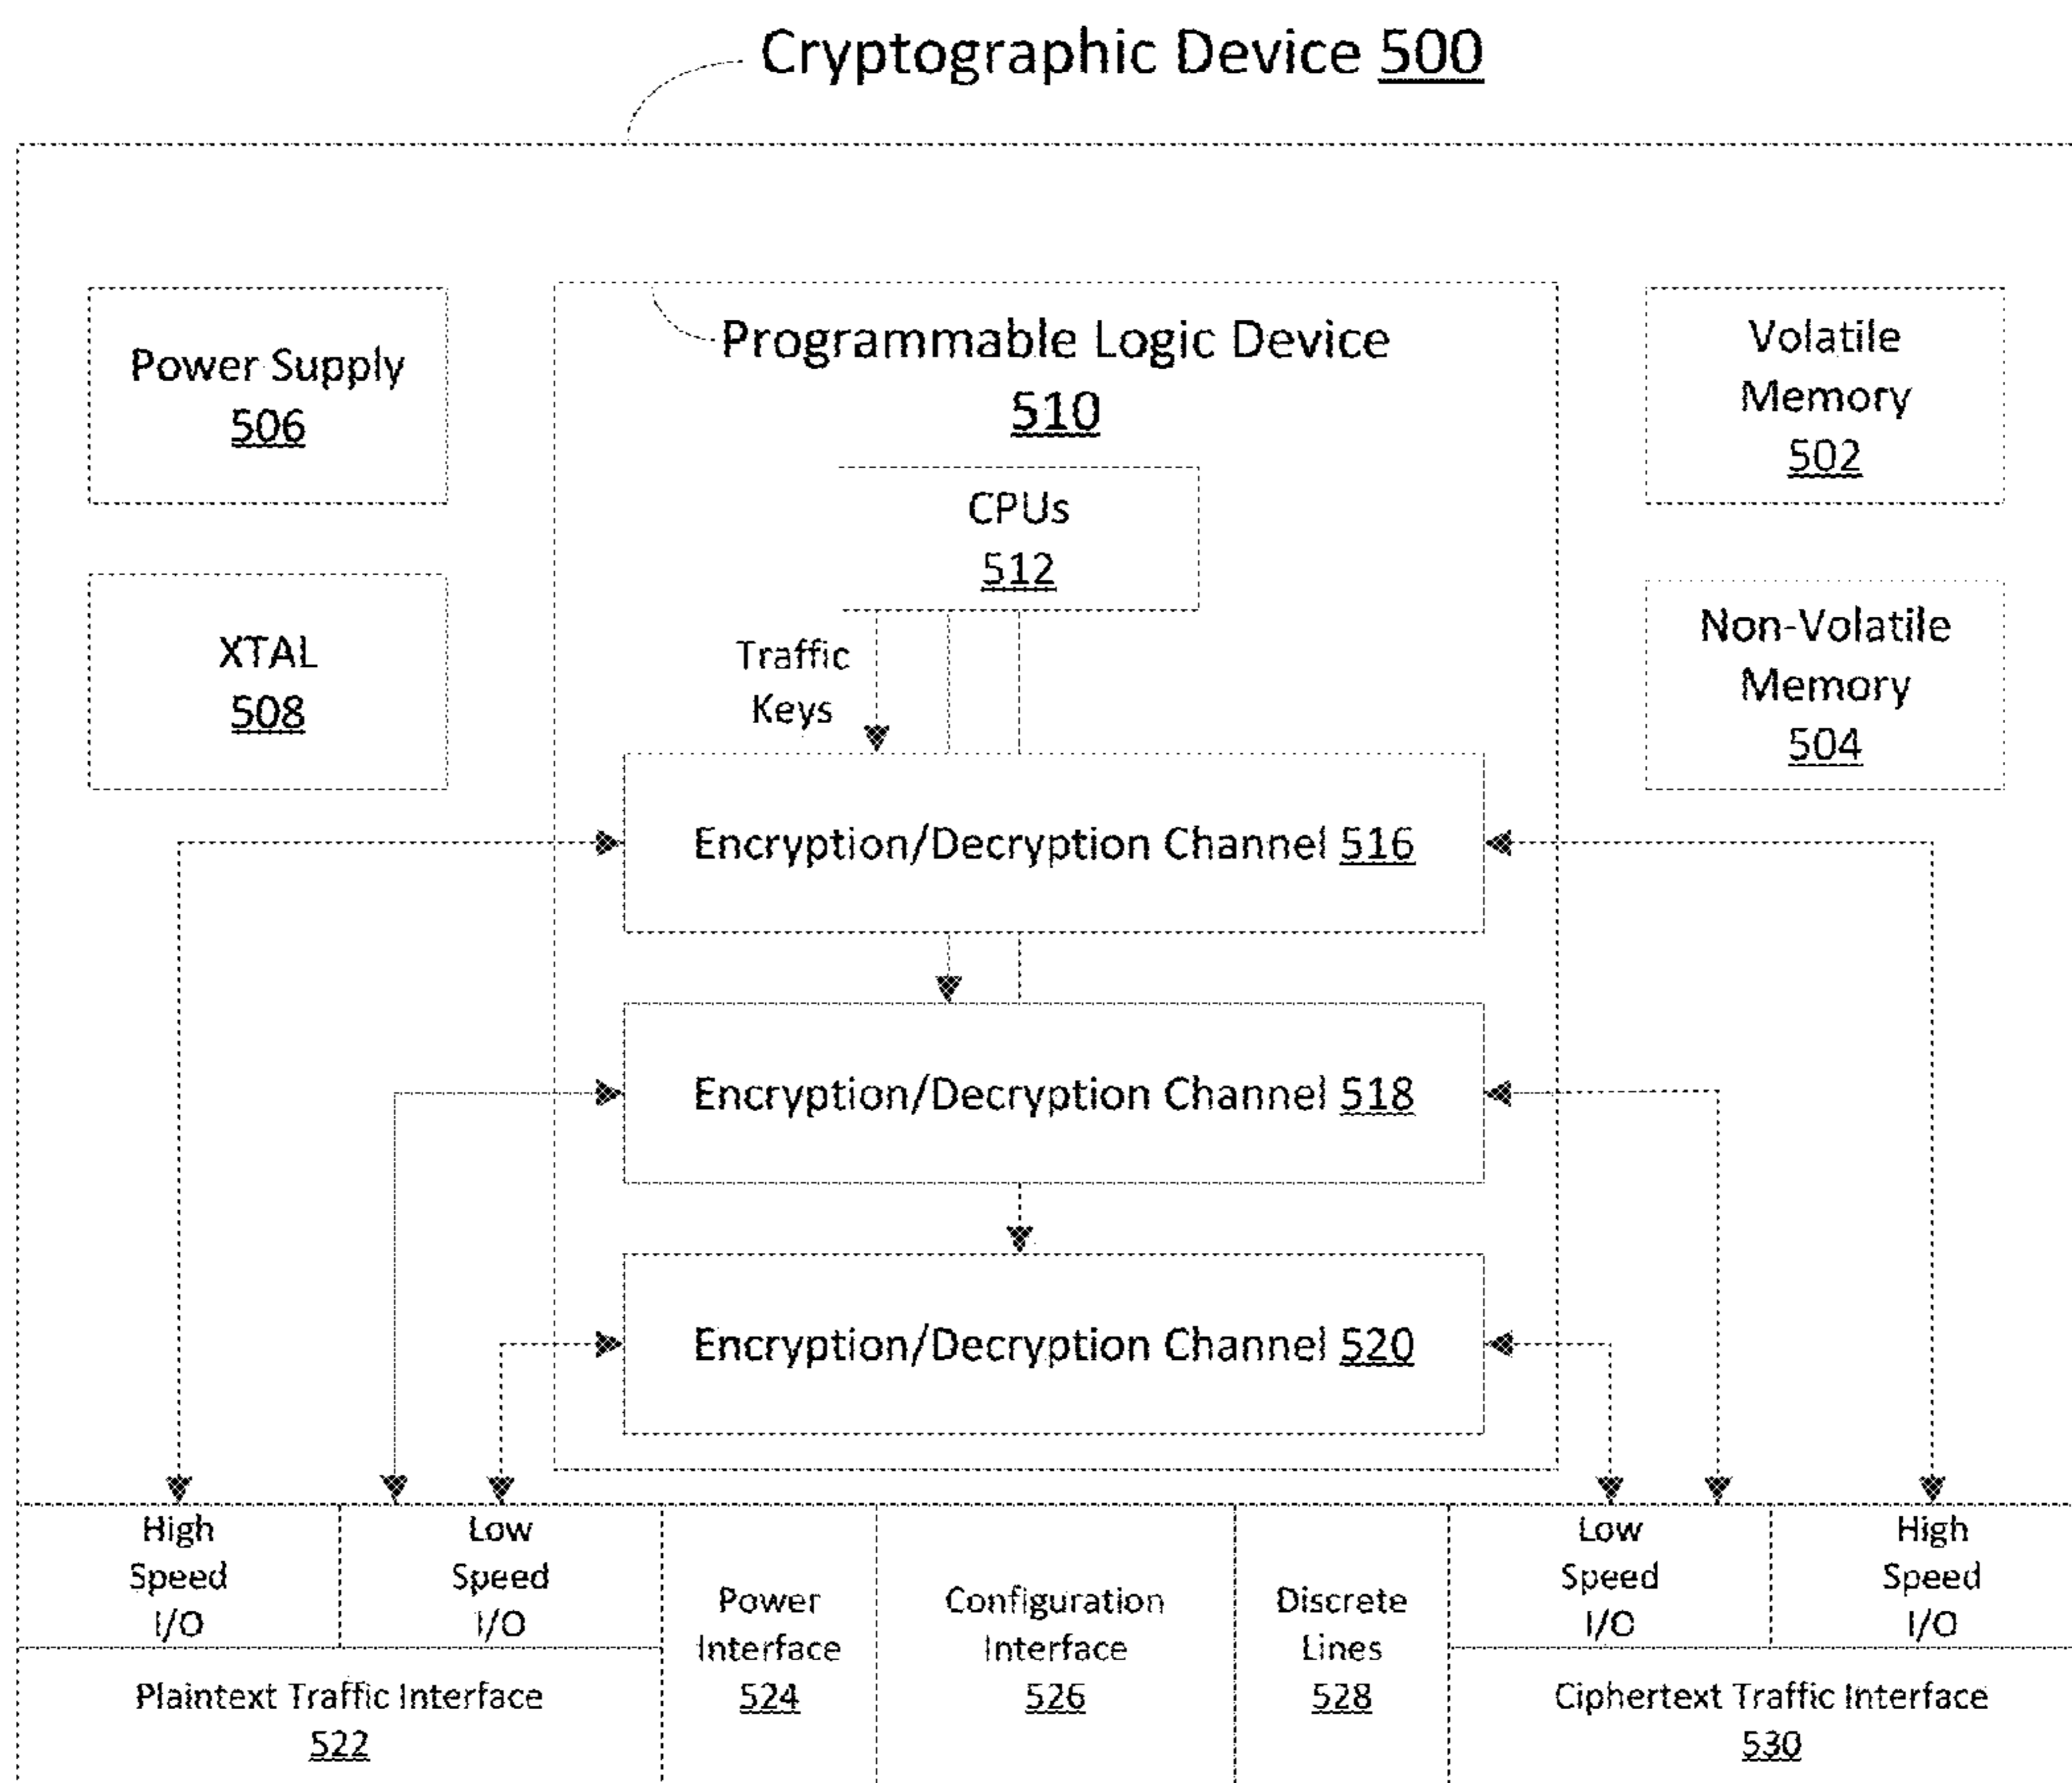 Cryptographic Device 500
Power Supply
506
Programmable Logic Device
510
Volatile
Memory
502
CPUs
512
XTAL
508
Traffic
Keys
Non-Volatile
Memory
504
Encryption/Decryption Channel 516
Encryption/Decryption Channel 518
Encryption/Decryption Channel 520
High
Speed
I/O
Low
Speed
I/O
Plaintext Traffic Interface
522
Power
Interface
524
Configuration
Interface
526
Discrete
Lines
528
Low
Speed
I/O
High
Speed
I/O
Ciphertext Traffic Interface
530